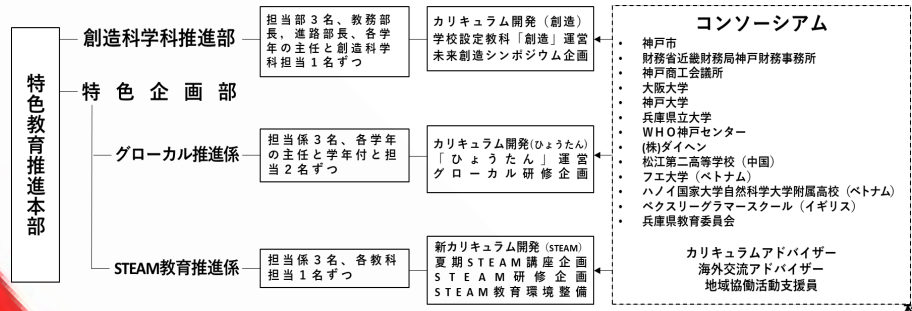 特色教育推進本部
創造科学科推進部
担当部3名、教務部
長，進路部長、各学
年の主任と創造科学
科担当1名ずつ
カリキュラム開発（創造）
学校設定教科「創造」運営
未来創造シンポジウム企画
特色企画部
グローカル推進係
担当係3名、各学年
の主任と学年付と担
当2名ずつ
カリキュラム開発(ひょうたん)
「ひょうたん」運営
グローカル研修企画
STEAM教育推進係
担当係3名、各教科
担当1名ずつ
新カリキュラム開発（STEAM）
夏期STEAM講座企画
STEAM研修企画
STEAM教育環境整備
コンソーシアム
• 神戸市
• 財務省近畿財務局神戸財務事務所
• 神戸商工会議所
• 大阪大学
• 神戸大学
• 兵庫県立大学
• WHO神戸センター
• (株)ダイヘン
• 松江第二高等学校（中国）
• フエ大学（ベトナム）
• ハノイ国家大学自然科学大学附属高校（ベトナム）
• ベクスリーグラマースクール（イギリス）
• 兵庫県教育委員会
カリキュラムアドバイザー
海外交流アドバイザー
地域協働活動支援員